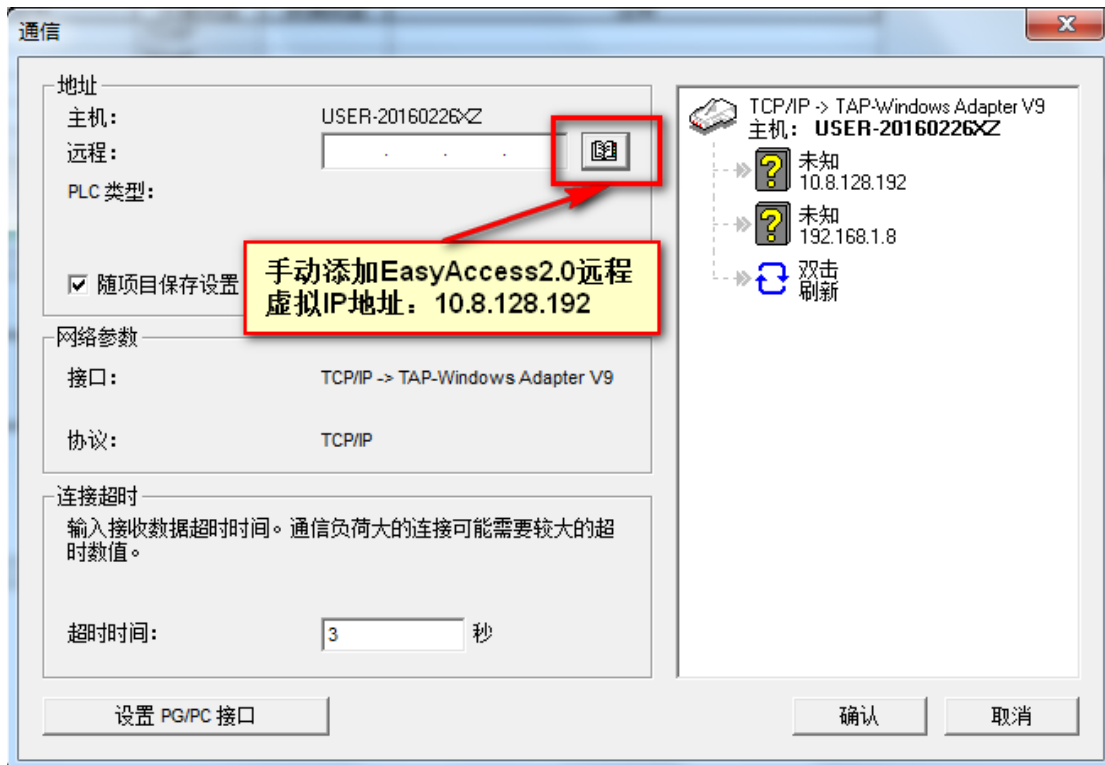 通信
地址
主机：
USER-20160226XZ
远程：
PLC 类型：
手动添加EasyAccess2.0远程
虚拟IP地址：10.8.128.192
随项目保存设置
网络参数
接口：
TCP/IP -> TAP-Windows Adapter V9
协议：
TCP/IP
连接超时
输入接收数据超时时间。通信负荷大的连接可能需要较大的超
时数值。
超时时间：
3
秒
设置 PG/PC 接口
TCP/IP -> TAP-Windows Adapter V9
主机： USER-20160226XZ
未知
10.8.128.192
未知
192.168.1.8
双击
刷新
确认
取消